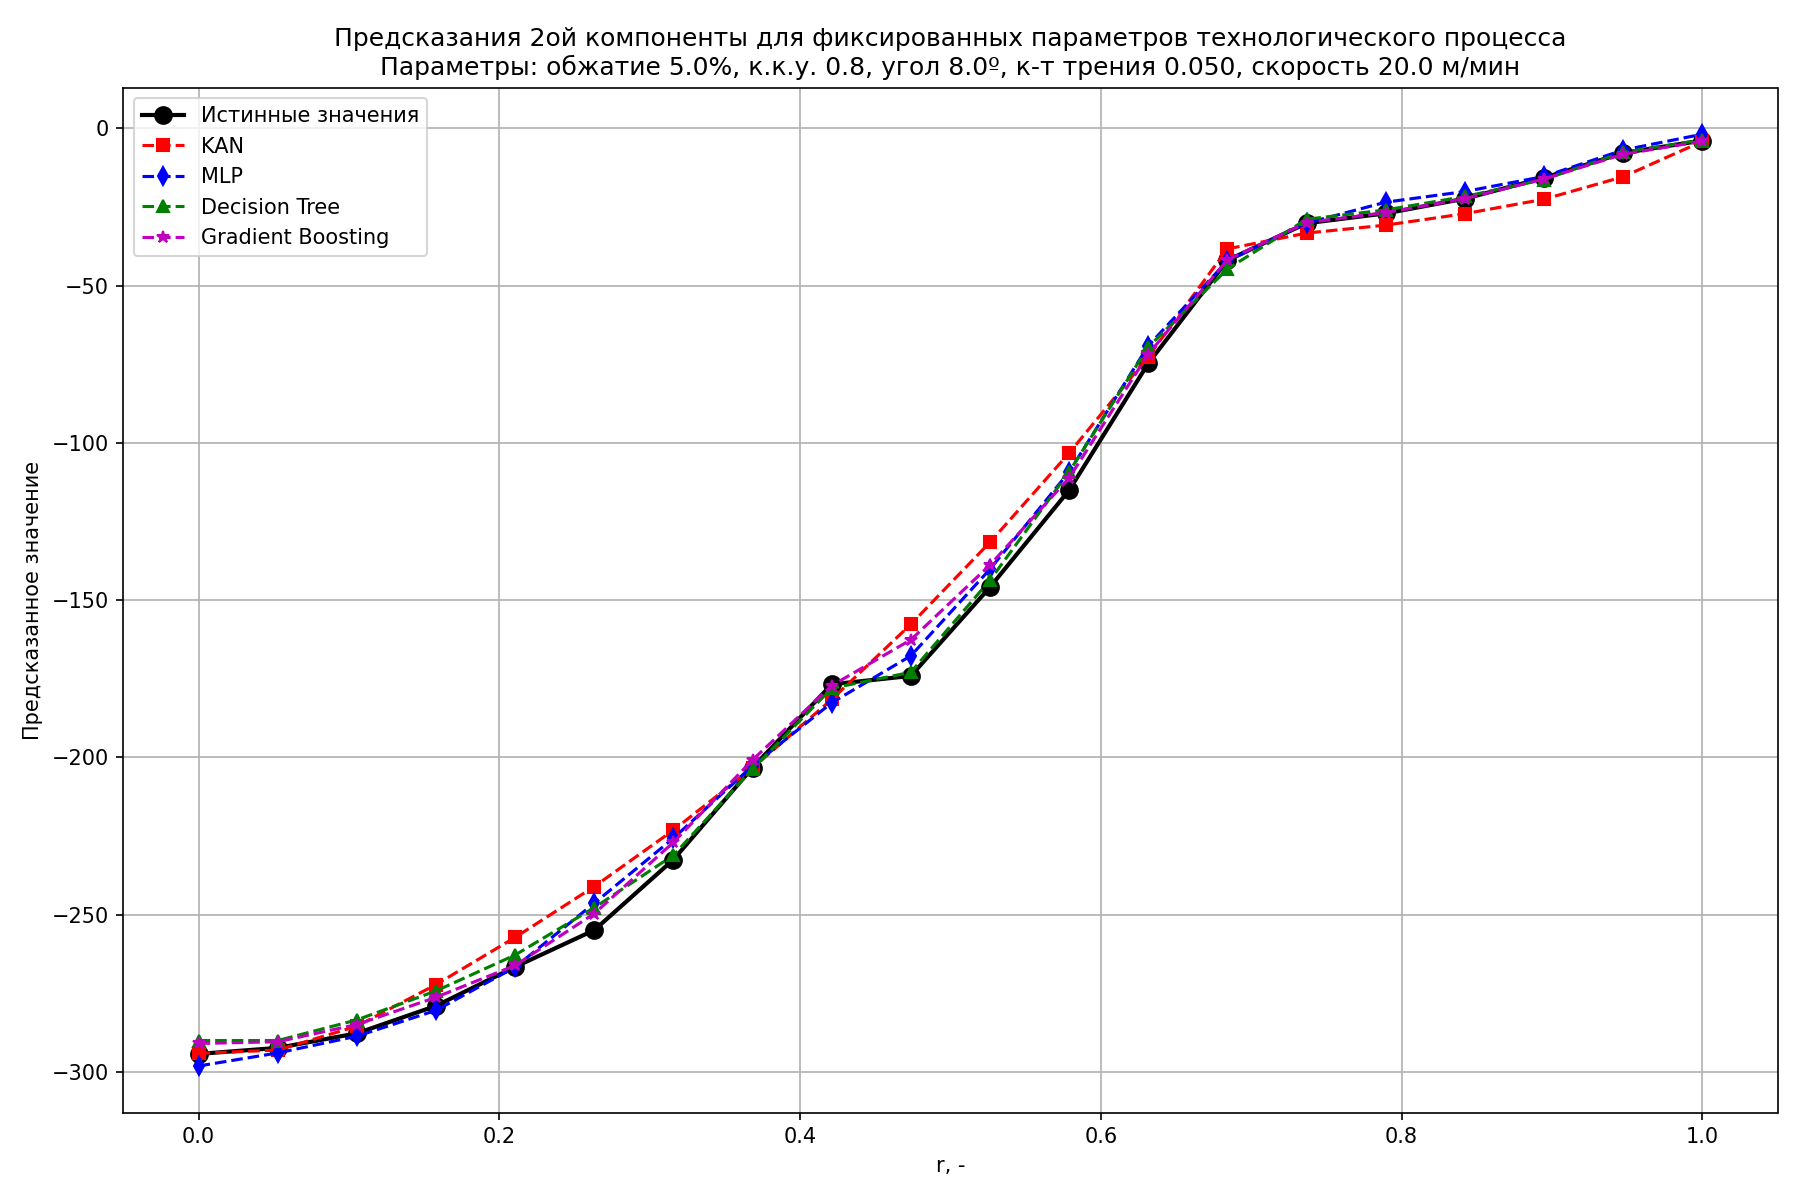 Предсказания 2ой компоненты для фиксированных параметров технологического процесса
Параметры: обжатие 5.0%, к.к.у. 0.8, угол 8.0º, к-т трения 0.050, скорость 20.0 м/мин
Истинные значения
KAN
MLP
Decision Tree
Gradient Boosting
Предсказанное значение
0
−50
−100
−150
−200
−250
−300
0.0 0.2 0.4 0.6 0.8 1.0
r, -